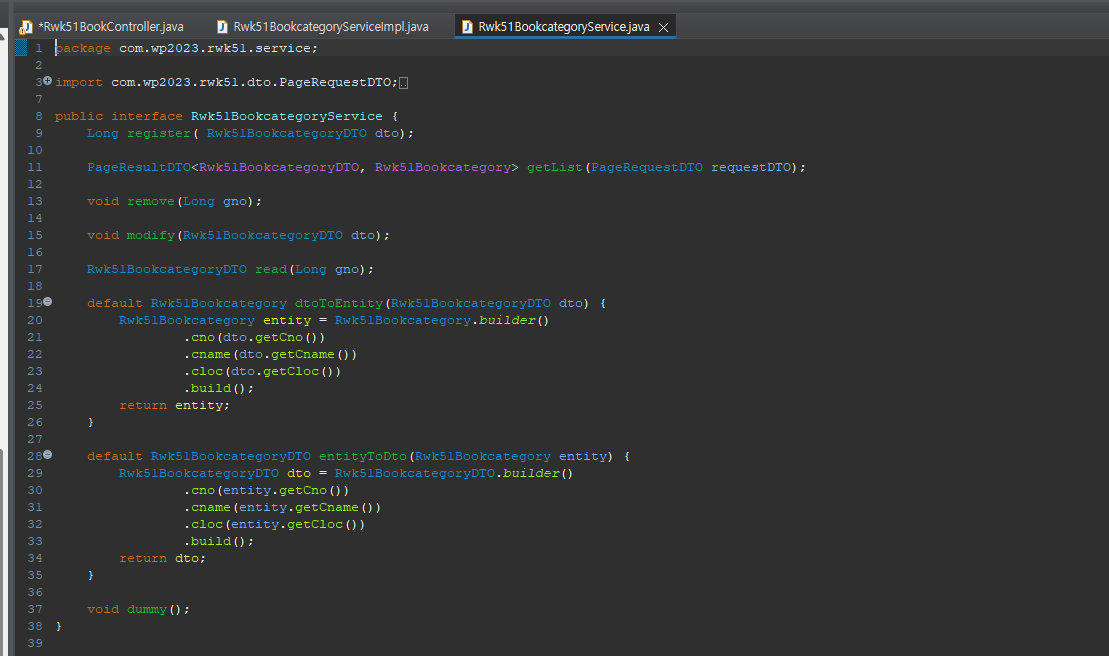 *Rwk51BookController.java Rwk51BookcategoryServiceImpl.java Rwk51BookcategoryService.java
1 package com.wp2023.rwk51.service;
2
3 import com.wp2023.rwk51.dto.PageRequestDTO;
7
8 public interface Rwk51BookcategoryService {
9 Long register( Rwk51BookcategoryDTO dto);
10
11 PageResultDTO<Rwk51BookcategoryDTO, Rwk51Bookcategory> getList(PageRequestDTO requestDTO);
12
13 void remove(Long gno);
14
15 void modify(Rwk51BookcategoryDTO dto);
16
17 Rwk51BookcategoryDTO read(Long gno);
18
19 default Rwk51Bookcategory dtoToEntity(Rwk51BookcategoryDTO dto) {
20 Rwk51Bookcategory entity = Rwk51Bookcategory.builder()
21 .cno(dto.getCno())
22 .cname(dto.getCname())
23 .cloc(dto.getCloc())
24 .build();
25 return entity;
26 }
27
28 default Rwk51BookcategoryDTO entityToDto(Rwk51Bookcategory entity) {
29 Rwk51BookcategoryDTO dto = Rwk51BookcategoryDTO.builder()
30 .cno(entity.getCno())
31 .cname(entity.getCname())
32 .cloc(entity.getCloc())
33 .build();
34 return dto;
35 }
36
37 void dummy();
38 }
39